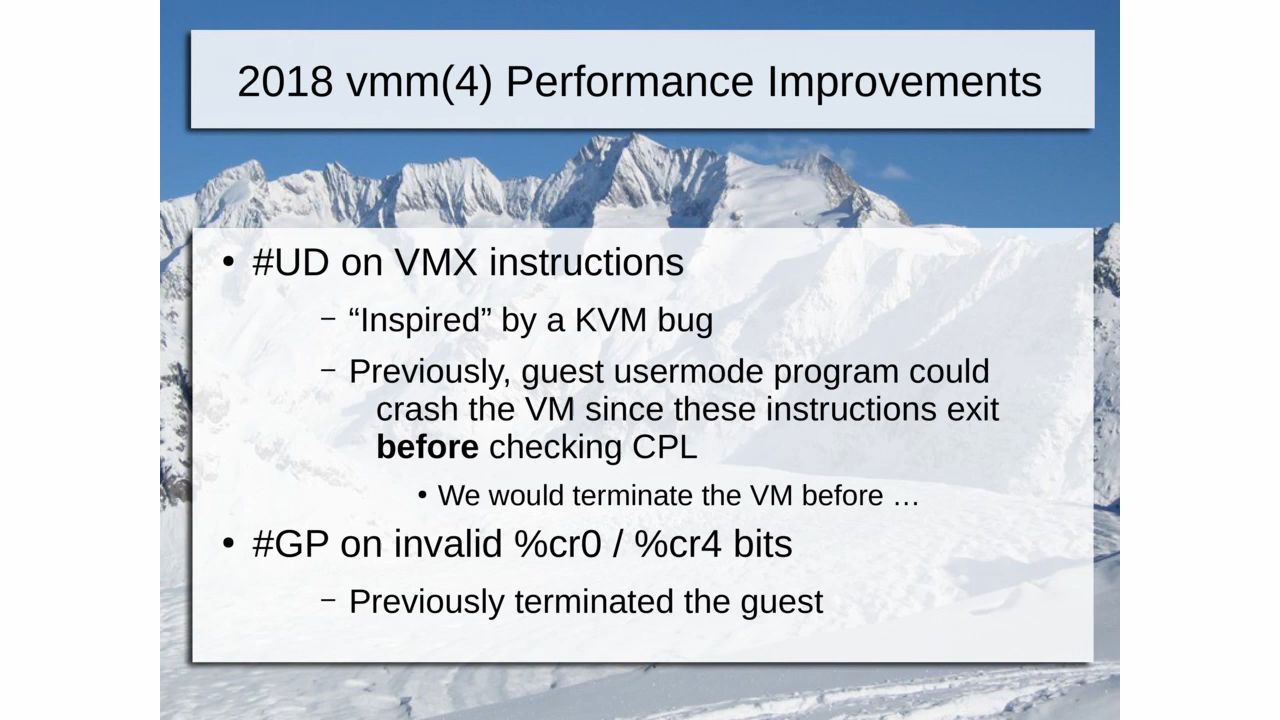 2018 vmm(4) Performance Improvements
• #UD on VMX instructions
– “Inspired” by a KVM bug
– Previously, guest usermode program could
crash the VM since these instructions exit
before checking CPL
• We would terminate the VM before …
• #GP on invalid %cr0 / %cr4 bits
– Previously terminated the guest